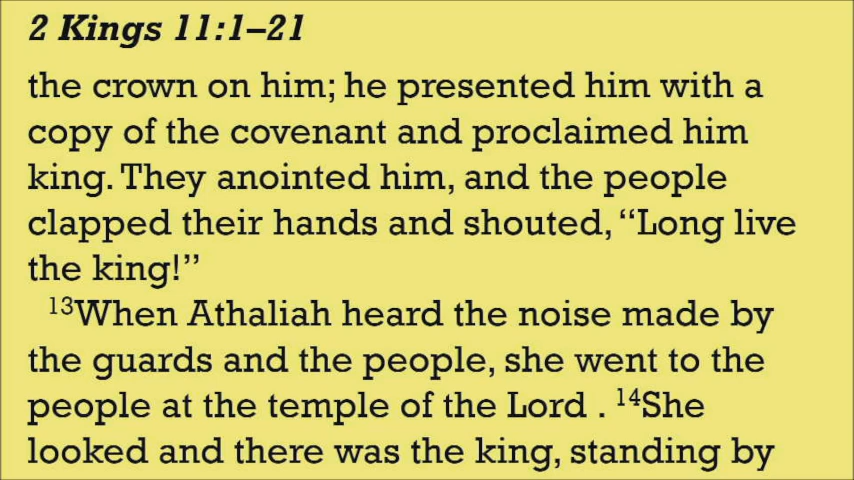 2 Kings 11:1–21
the crown on him; he presented him with a
copy of the covenant and proclaimed him
king. They anointed him, and the people
clapped their hands and shouted, “Long live
the king!”
¹³When Athaliah heard the noise made by
the guards and the people, she went to the
people at the temple of the Lord . ¹⁴She
looked and there was the king, standing by